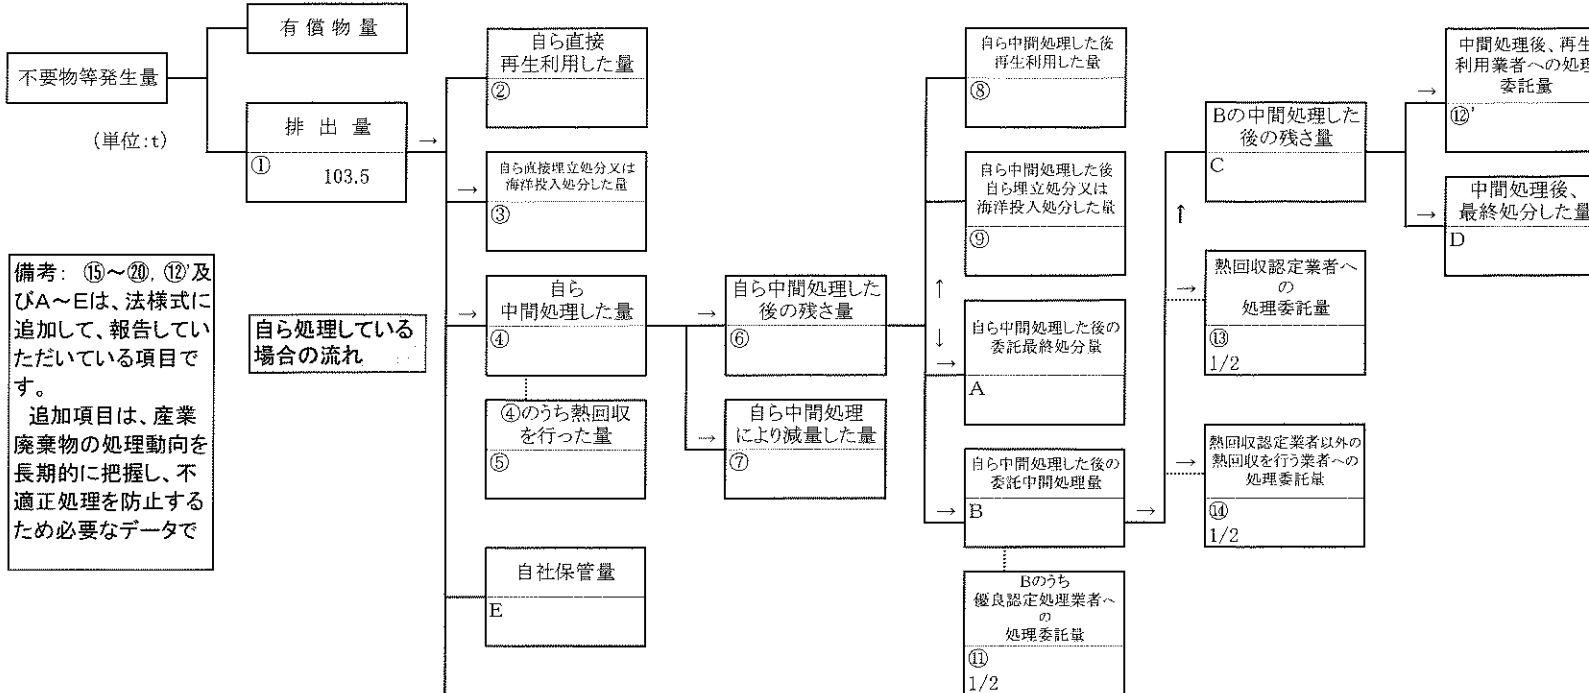 有 償 物 量
不要物等発生量
(単位:t)
排 出 量
①
103.5
→
備考: ⑮～⑳, ⑫'及
びA～Eは、法様式に
追加して、報告してい
ただいている項目で
す。
追加項目は、産業
廃棄物の処理動向を
長期的に把握し、不
適正処理を防止する
ため必要なデータで
自ら処理している
場合の流れ
自ら直接
再生利用した量
②
→
自ら直接埋立処分又は
海洋投入処分した量
③
→
自ら
中間処理した量
④
④のうち熱回収
を行った量
⑤
自社保管量
E
→
自ら中間処理した
後の残さ量
⑥
→
自ら中間処理
により減量した量
⑦
自ら中間処理した後
再生利用した量
⑧
自ら中間処理した後
自ら埋立処分又は
海洋投入処分した量
⑨
↑
↓
→
自ら中間処理した後の
委託最終処分量
A
→
自ら中間処理した後の
委託中間処理量
B
Bのうち
優良認定処理業者へ
の
処理委託量
⑪
1/2
→
Bの中間処理した
後の残さ量
C
↑
→
熱回収認定業者へ
の
処理委託量
⑬
1/2
→
熱回収認定業者以外の
熱回収を行う業者への
処理委託量
⑭
1/2
→
中間処理後、再生
利用業者への処理
委託量
⑫'
→
中間処理後、
最終処分した量
D